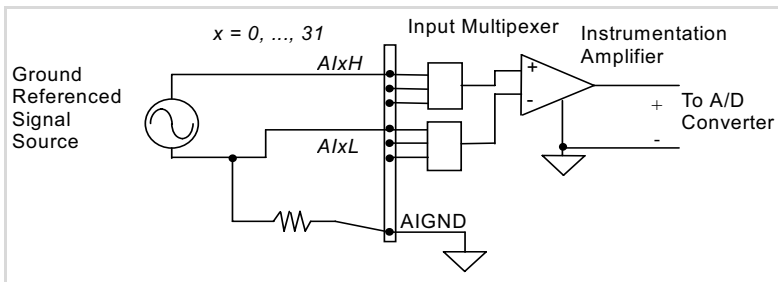 x = 0, ..., 31
Input Multipexer
Instrumentation
Amplifier
Ground
Referenced
Signal
Source
AIxH
AIxL
+
-
+
-
To A/D
Converter
AIGND